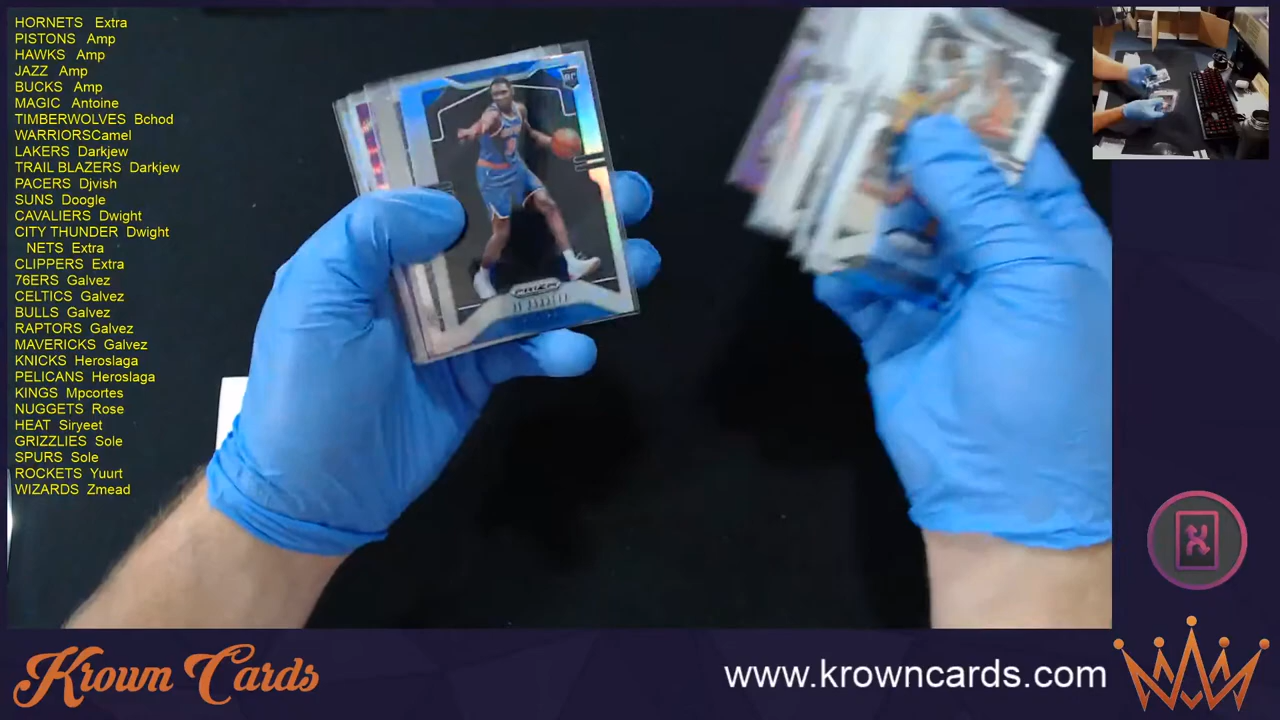 HORNETS Extra
PISTONS Amp
HAWKS Amp
JAZZ Amp
BUCKS Amp
MAGIC Antoine
TIMBERWOLVES Bchod
WARRIORSCamel
LAKERS Darkjew
TRAIL BLAZERS Darkjew
PACERS Djvish
SUNS Doogle
CAVALIERS Dwight
CITY THUNDER Dwight
NETS Extra
CLIPPERS Extra
76ERS Galvez
CELTICS Galvez
BULLS Galvez
RAPTORS Galvez
MAVERICKS Galvez
KNICKS Heroslaga
PELICANS Heroslaga
KINGS Mpcortes
NUGGETS Rose
HEAT Siryeet
GRIZZLIES Sole
SPURS Sole
ROCKETS Yuurt
WIZARDS Zmead
RC
PRIZM
Krown Cards
www.krowncards.com